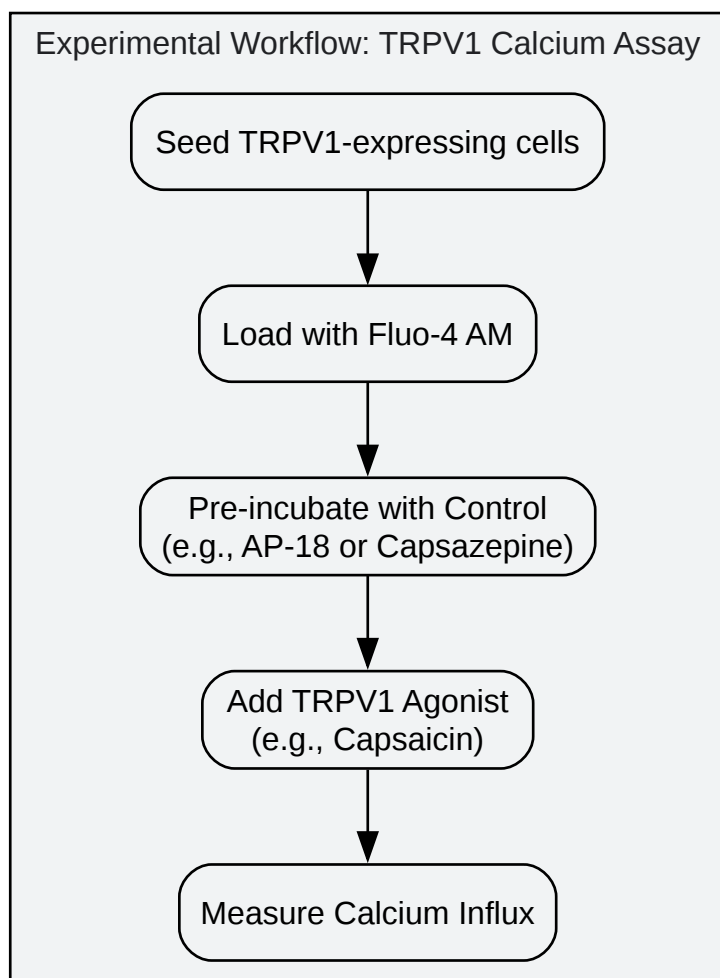 Experimental Workflow: TRPV1 Calcium Assay
Seed TRPV1-expressing cells
Load with Fluo-4 AM
Pre-incubate with Control
(e.g., AP-18 or Capsazepine)
Add TRPV1 Agonist
(e.g., Capsaicin)
Measure Calcium Influx